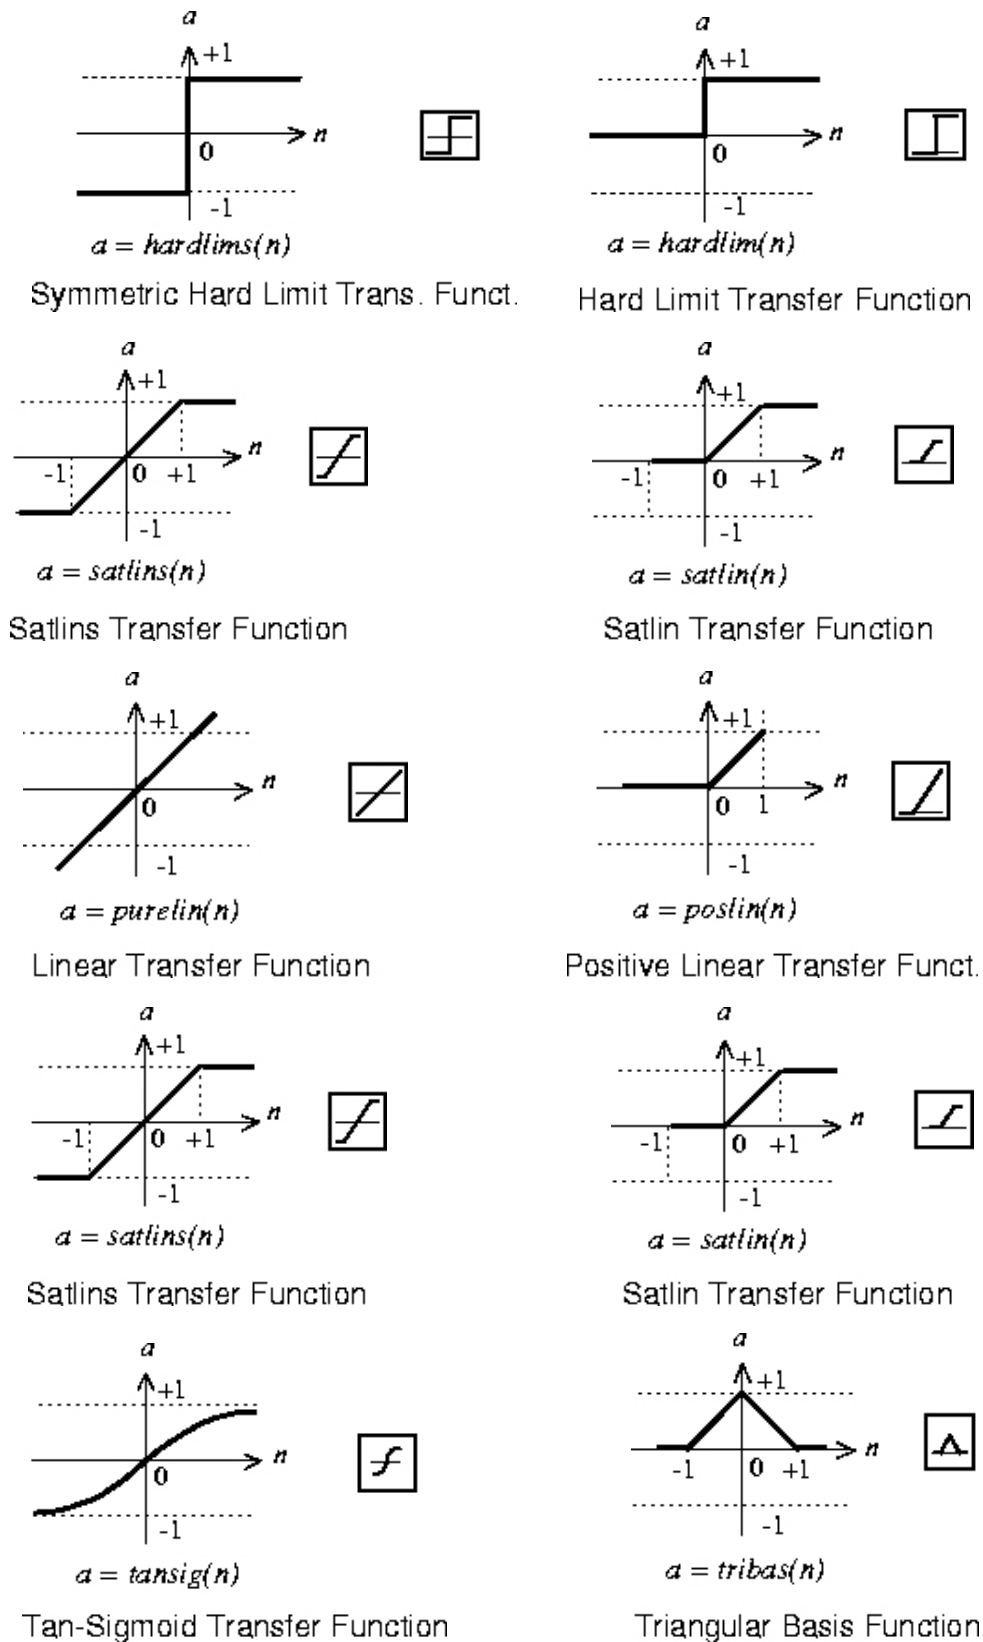 a
+1
n
0
-1
a = hardlims(n)
Symmetric Hard Limit Trans. Funct.
a
+1
n
0
-1
a = hardlim(n)
Hard Limit Transfer Function
a
+1
n
-1
0
+1
-1
a = satlins(n)
Satlins Transfer Function
a
+1
n
-1
0
+1
-1
a = satlin(n)
Satlin Transfer Function
a
+1
n
0
-1
a = purelin(n)
Linear Transfer Function
a
+1
n
0
1
-1
a = poslin(n)
Positive Linear Transfer Funct.
a
+1
n
-1
0
+1
-1
a = satlins(n)
Satlins Transfer Function
a
+1
n
-1
0
+1
-1
a = satlin(n)
Satlin Transfer Function
a
+1
n
0
-1
a = tansig(n)
Tan-Sigmoid Transfer Function
a
+1
n
-1
0
+1
-1
a = tribas(n)
Triangular Basis Function